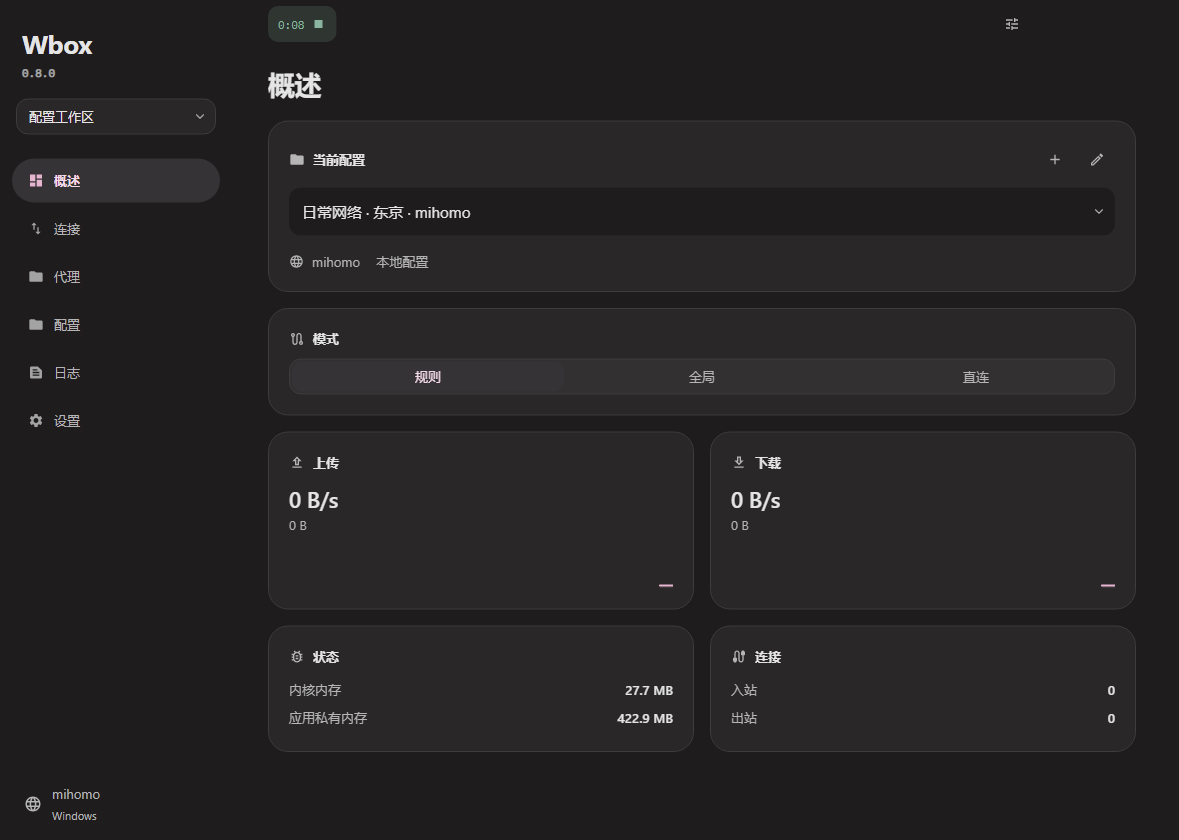 Wbox
0.8.0
配置工作区
概述
连接
代理
配置
日志
设置
mihomo
Windows
0:08
概述
当前配置
日常网络 · 东京 · mihomo
mihomo 本地配置
模式
规则 全局 直连
上传
0 B/s
0 B
下载
0 B/s
0 B
状态
内核内存 27.7 MB
应用私有内存 422.9 MB
连接
入站 0
出站 0